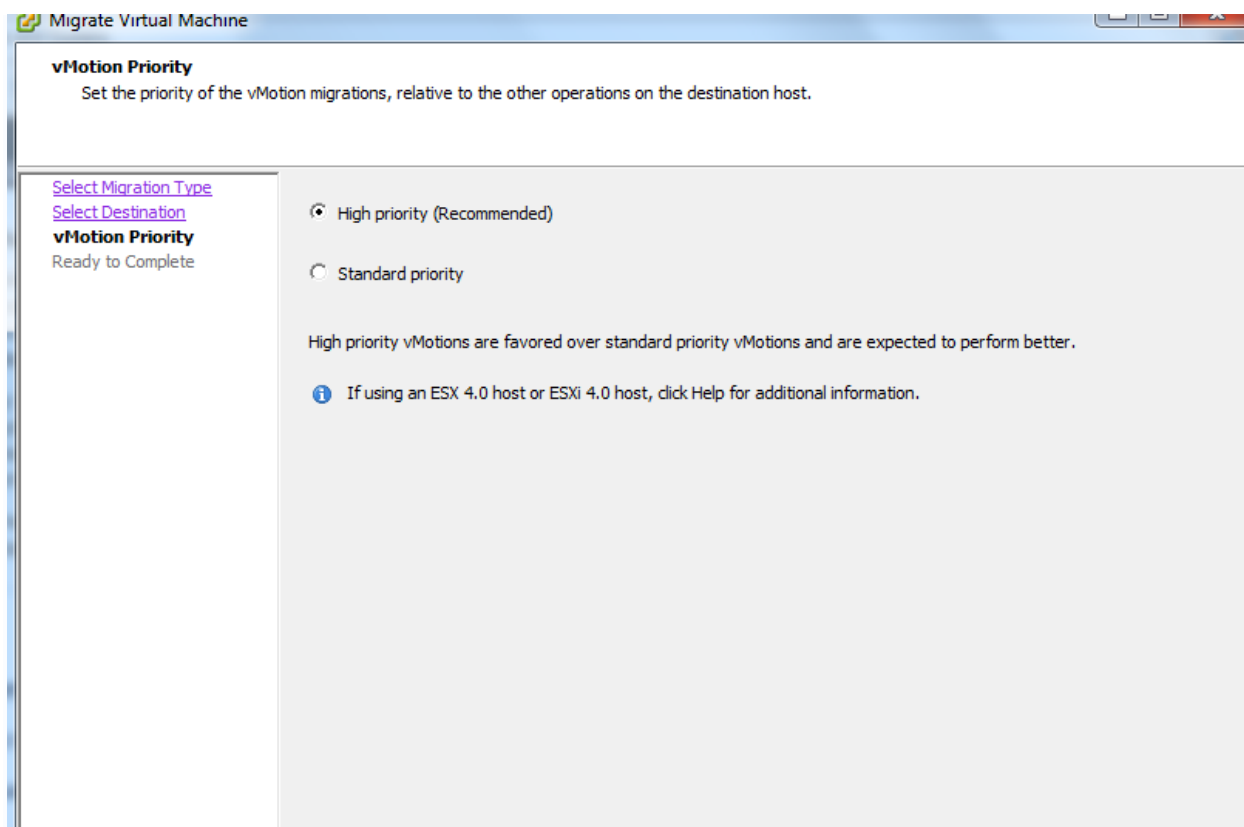 Migrate Virtual Machine
vMotion Priority
Set the priority of the vMotion migrations, relative to the other operations on the destination host.
Select Migration Type
Select Destination
vMotion Priority
Ready to Complete
High priority (Recommended)
Standard priority
High priority vMotions are favored over standard priority vMotions and are expected to perform better.
If using an ESX 4.0 host or ESXi 4.0 host, click Help for additional information.